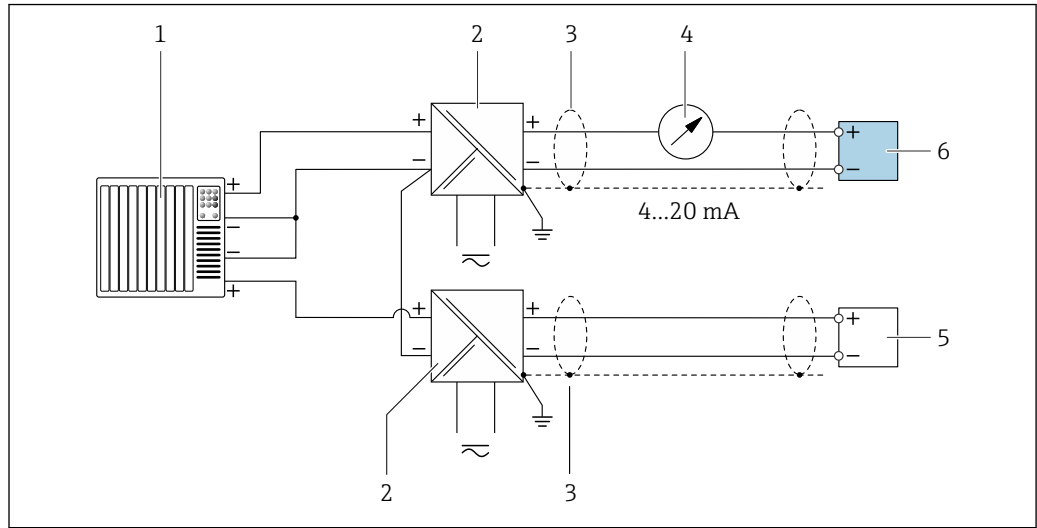 1 2 3 4
+ +
− − + 6
+ −
4...20 mA
−
−
+
+ + + 5
− − −
2 3